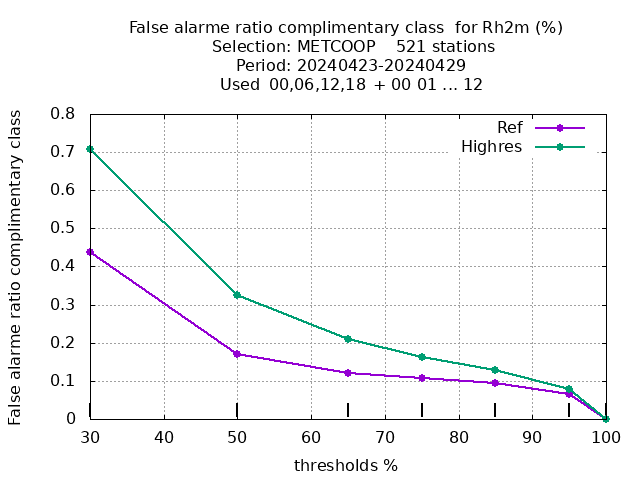 False alarme ratio complimentary class  for Rh2m (%)
Selection: METCOOP    521 stations
Period: 20240423-20240429
Used  00,06,12,18  + 00 01 ... 12
False alarme ratio complimentary class
0.8
0.7
0.6
0.5
0.4
0.3
0.2
0.1
0
Ref
Highres
30 40 50 60 70 80 90 100
thresholds %